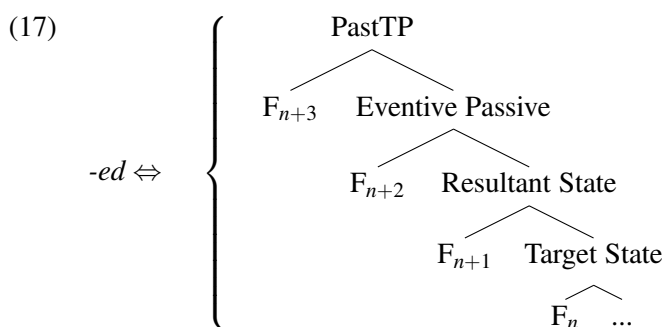 (17) PastTP
F_{n+3} Eventive Passive
-ed ⇔ { F_{n+2} Resultant State
F_{n+1} Target State
F_n ...